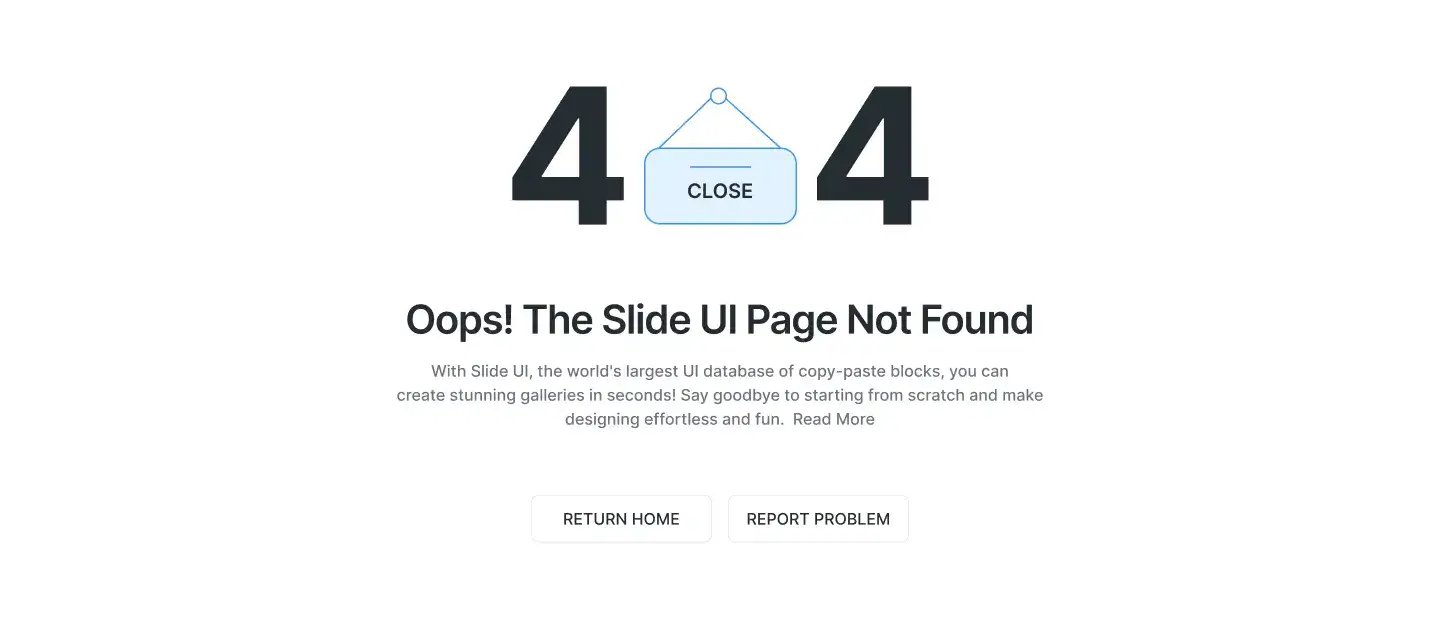 4 CLOSE 4
Oops! The Slide UI Page Not Found
With Slide UI, the world's largest UI database of copy-paste blocks, you can
create stunning galleries in seconds! Say goodbye to starting from scratch and make
designing effortless and fun. Read More
RETURN HOME
REPORT PROBLEM